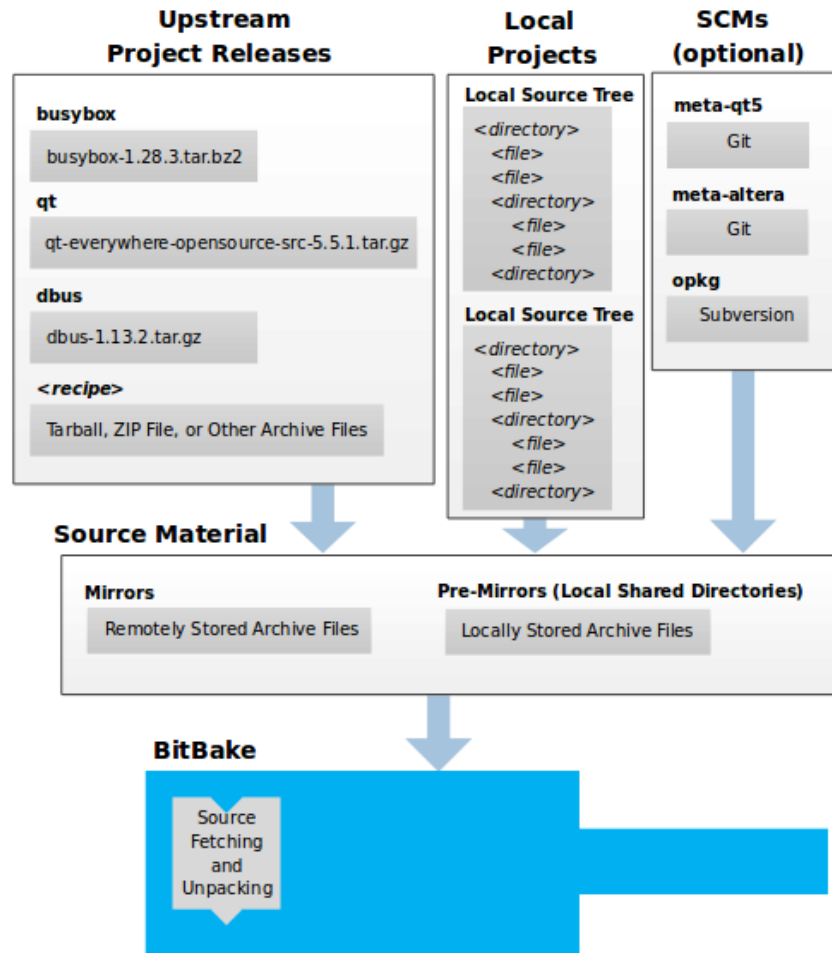 Upstream
Project Releases
busybox
busybox-1.28.3.tar.bz2
qt
qt-everywhere-opensource-src-5.5.1.tar.gz
dbus
dbus-1.13.2.tar.gz
<recipe>
Tarball, ZIP File, or Other Archive Files
Local
Projects
Local Source Tree
<directory>
<file>
<file>
<directory>
<file>
<file>
<directory>
Local Source Tree
<directory>
<file>
<file>
<directory>
<file>
<file>
<directory>
SCMs
(optional)
meta-qt5
Git
meta-altera
Git
opkg
Subversion
Source Material
Mirrors
Remotely Stored Archive Files
Pre-Mirrors (Local Shared Directories)
Locally Stored Archive Files
BitBake
Source
Fetching
and
Unpacking